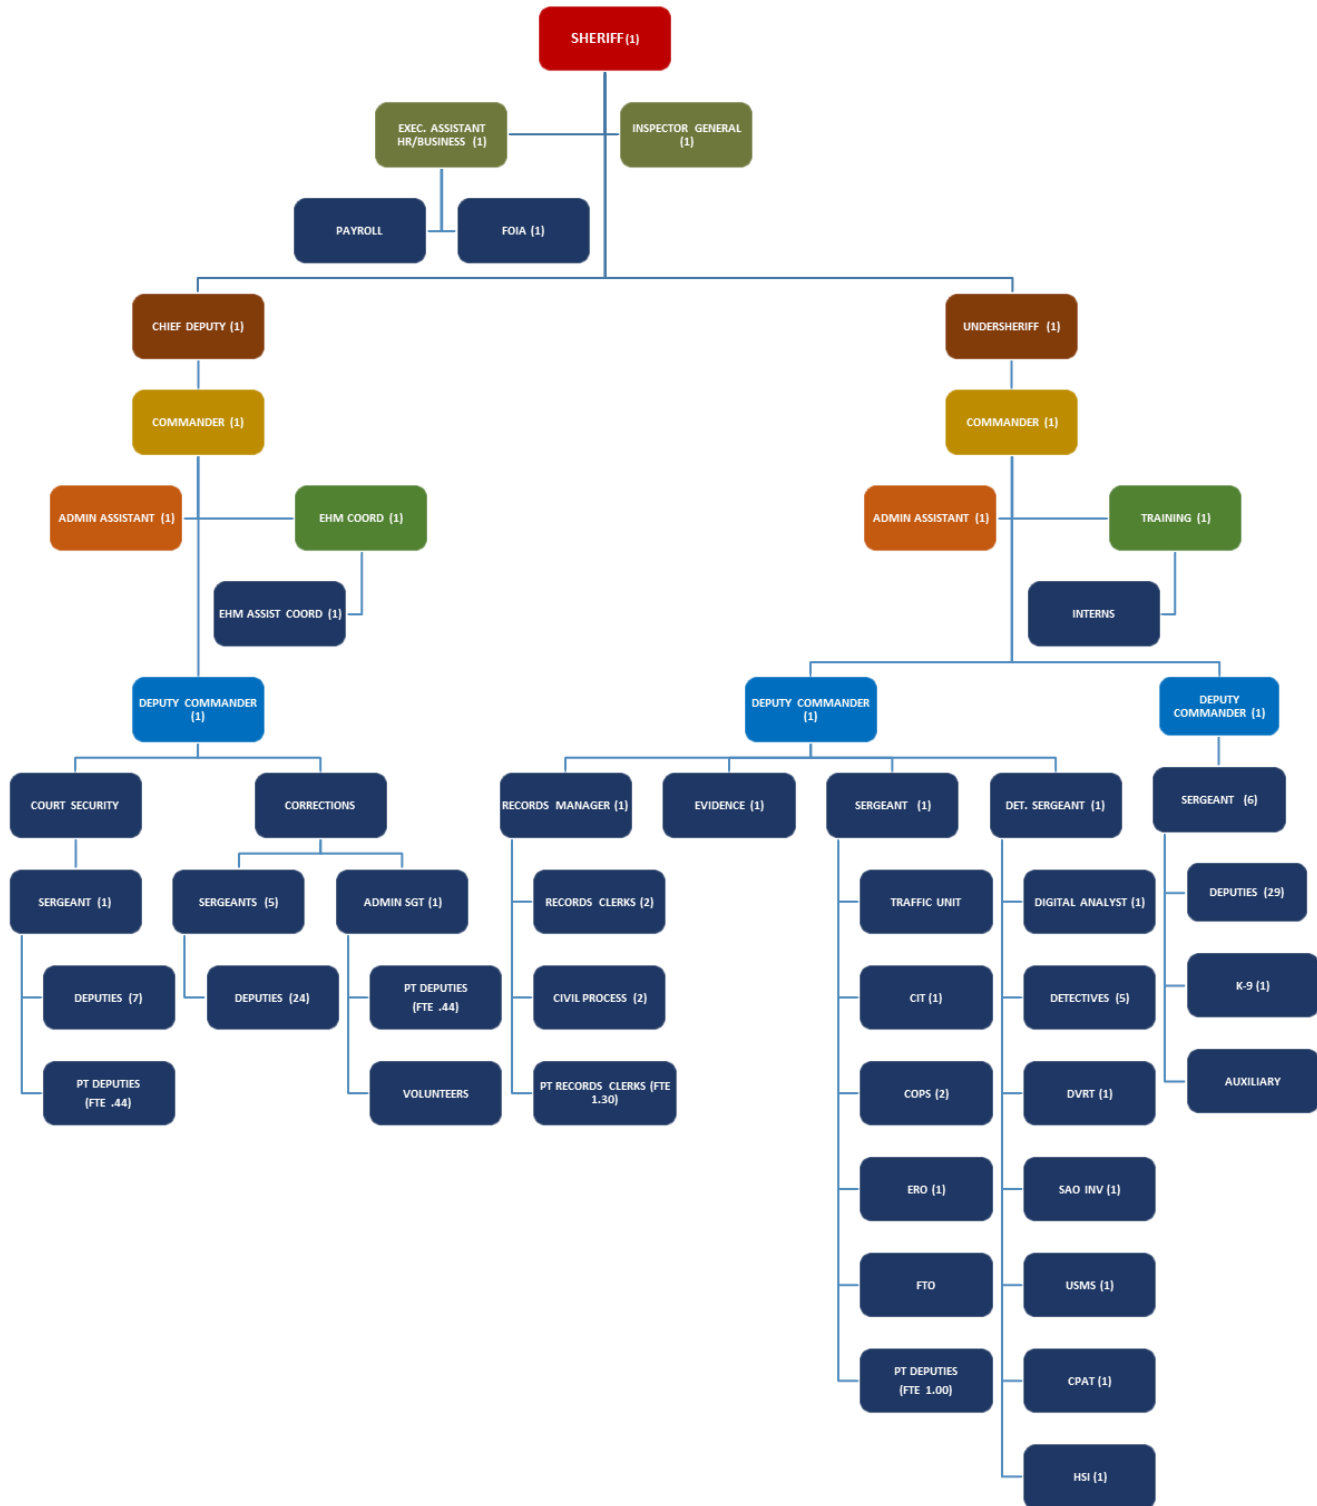 SHERIFF (1)
EXEC. ASSISTANT
HR/BUSINESS (1)
INSPECTOR GENERAL
(1)
PAYROLL
FOIA (1)
CHIEF DEPUTY (1)
UNDERSHERIFF (1)
COMMANDER (1)
COMMANDER (1)
ADMIN ASSISTANT (1)
EHM COORD (1)
ADMIN ASSISTANT (1)
TRAINING (1)
EHM ASSIST COORD (1)
INTERNS
DEPUTY COMMANDER
(1)
DEPUTY COMMANDER
(1)
DEPUTY
COMMANDER (1)
COURT SECURITY
CORRECTIONS
RECORDS MANAGER (1)
EVIDENCE (1)
SERGEANT (1)
DET. SERGEANT (1)
SERGEANT (6)
SERGEANT (1)
SERGEANTS (5)
ADMIN SGT (1)
RECORDS CLERKS (2)
TRAFFIC UNIT
DIGITAL ANALYST (1)
DEPUTIES (29)
DEPUTIES (7)
DEPUTIES (24)
PT DEPUTIES
(FTE .44)
CIVIL PROCESS (2)
CIT (1)
DETECTIVES (5)
K-9 (1)
PT DEPUTIES
(FTE .44)
VOLUNTEERS
PT RECORDS CLERKS (FTE
1.30)
COPS (2)
DVRT (1)
AUXILIARY
ERO (1)
SAO INV (1)
FTO
USMS (1)
PT DEPUTIES
(FTE 1.00)
CPAT (1)
HSI (1)